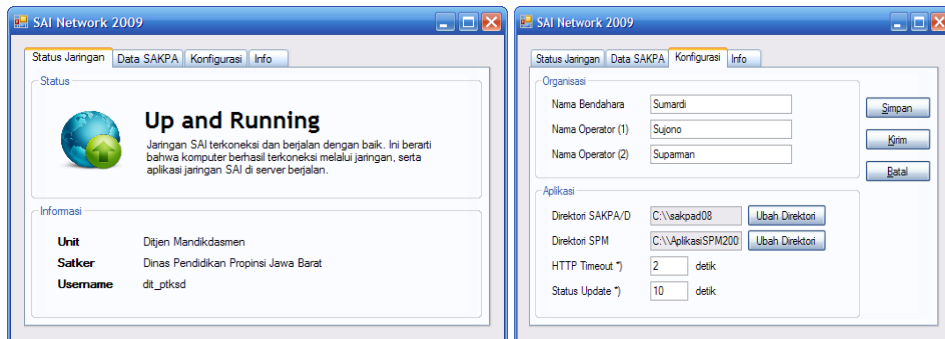 SAI Network 2009
Status Jaringan Data SAKPA Konfigurasi Info
Status
Up and Running
Jaringan SAI terkoneksi dan berjalan dengan baik. Ini berarti
bahwa komputer berhasil terkoneksi melalui jaringan, serta
aplikasi jaringan SAI di server berjalan.
Informasi
Unit Ditjen Mandikdasmen
Satker Dinas Pendidikan Propinsi Jawa Barat
Username dit_ptksd
SAI Network 2009
Status Jaringan Data SAKPA Konfigurasi Info
Organisasi
Nama Bendahara Sumardi
Nama Operator (1) Sujono
Nama Operator (2) Suparman
Simpan
Kirim
Batal
Aplikasi
Direktori SAKPA/D C:\\sakpad08 Ubah Direktori
Direktori SPM C:\\AplikasiSPM200 Ubah Direktori
HTTP Timeout *) 2 detik
Status Update *) 10 detik